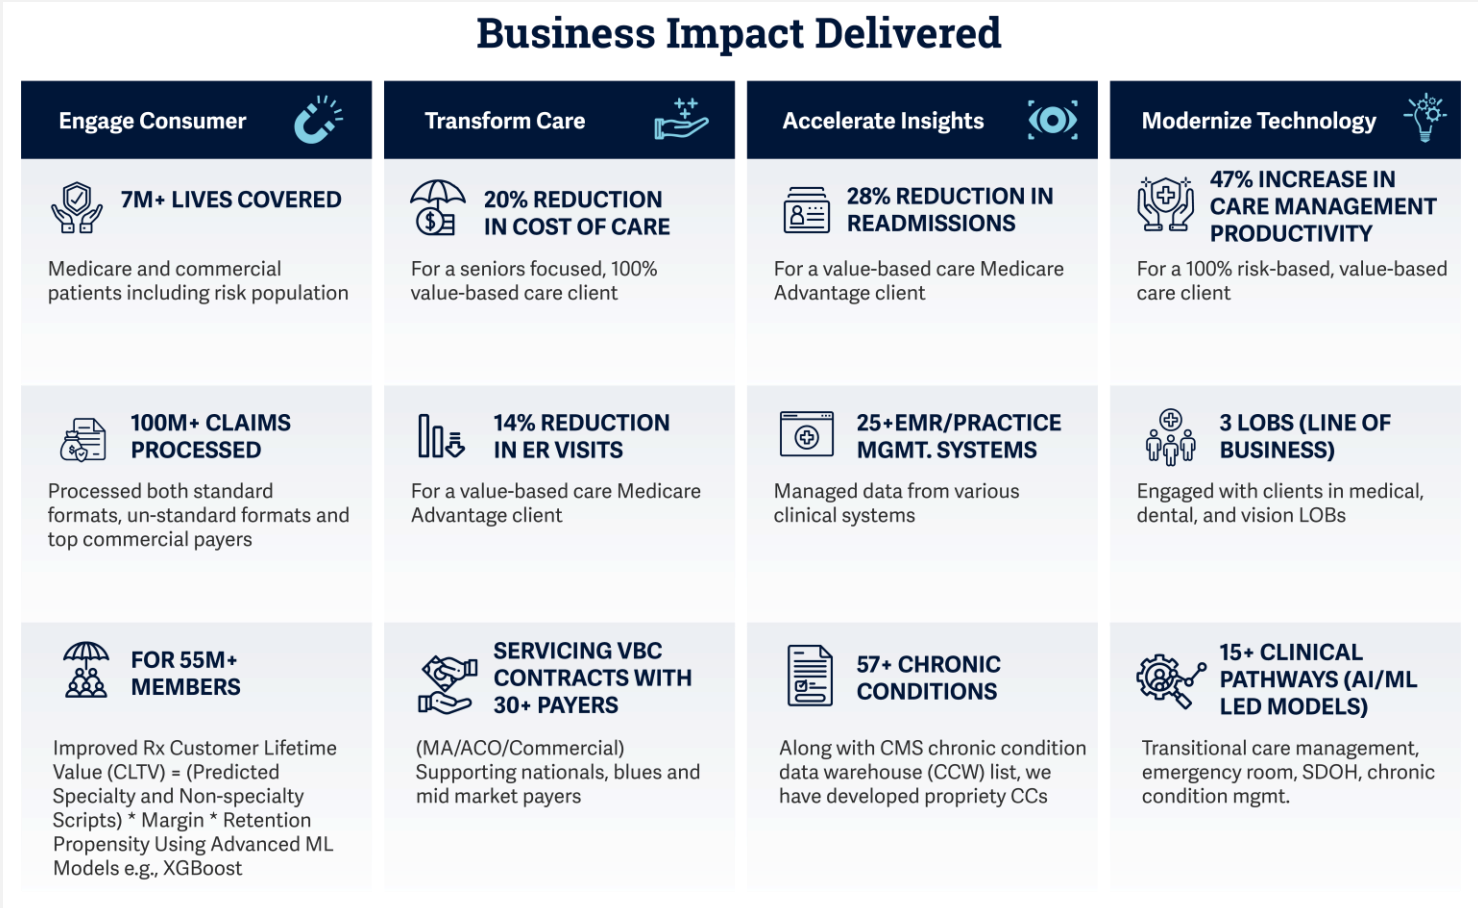 Business Impact Delivered
Engage Consumer
7M+ LIVES COVERED
Medicare and commercial
patients including risk population
100M+ CLAIMS
PROCESSED
Processed both standard
formats, un-standard formats and
top commercial payers
FOR 55M+
MEMBERS
Improved Rx Customer Lifetime
Value (CLTV) = (Predicted
Specialty and Non-specialty
Scripts) * Margin * Retention
Propensity Using Advanced ML
Models e.g., XGBoost
Transform Care
20% REDUCTION
IN COST OF CARE
For a seniors focused, 100%
value-based care client
14% REDUCTION
IN ER VISITS
For a value-based care Medicare
Advantage client
SERVICING VBC
CONTRACTS WITH
30+ PAYERS
(MA/ACO/Commercial)
Supporting nationals, blues and
mid market payers
Accelerate Insights
28% REDUCTION IN
READMISSIONS
For a value-based care Medicare
Advantage client
25+EMR/PRACTICE
MGMT. SYSTEMS
Managed data from various
clinical systems
57+ CHRONIC
CONDITIONS
Along with CMS chronic condition
data warehouse (CCW) list, we
have developed propriety CCs
Modernize Technology
47% INCREASE IN
CARE MANAGEMENT
PRODUCTIVITY
For a 100% risk-based, value-based
care client
3 LOBS (LINE OF
BUSINESS)
Engaged with clients in medical,
dental, and vision LOBs
15+ CLINICAL
PATHWAYS (AI/ML
LED MODELS)
Transitional care management,
emergency room, SDOH, chronic
condition mgmt.